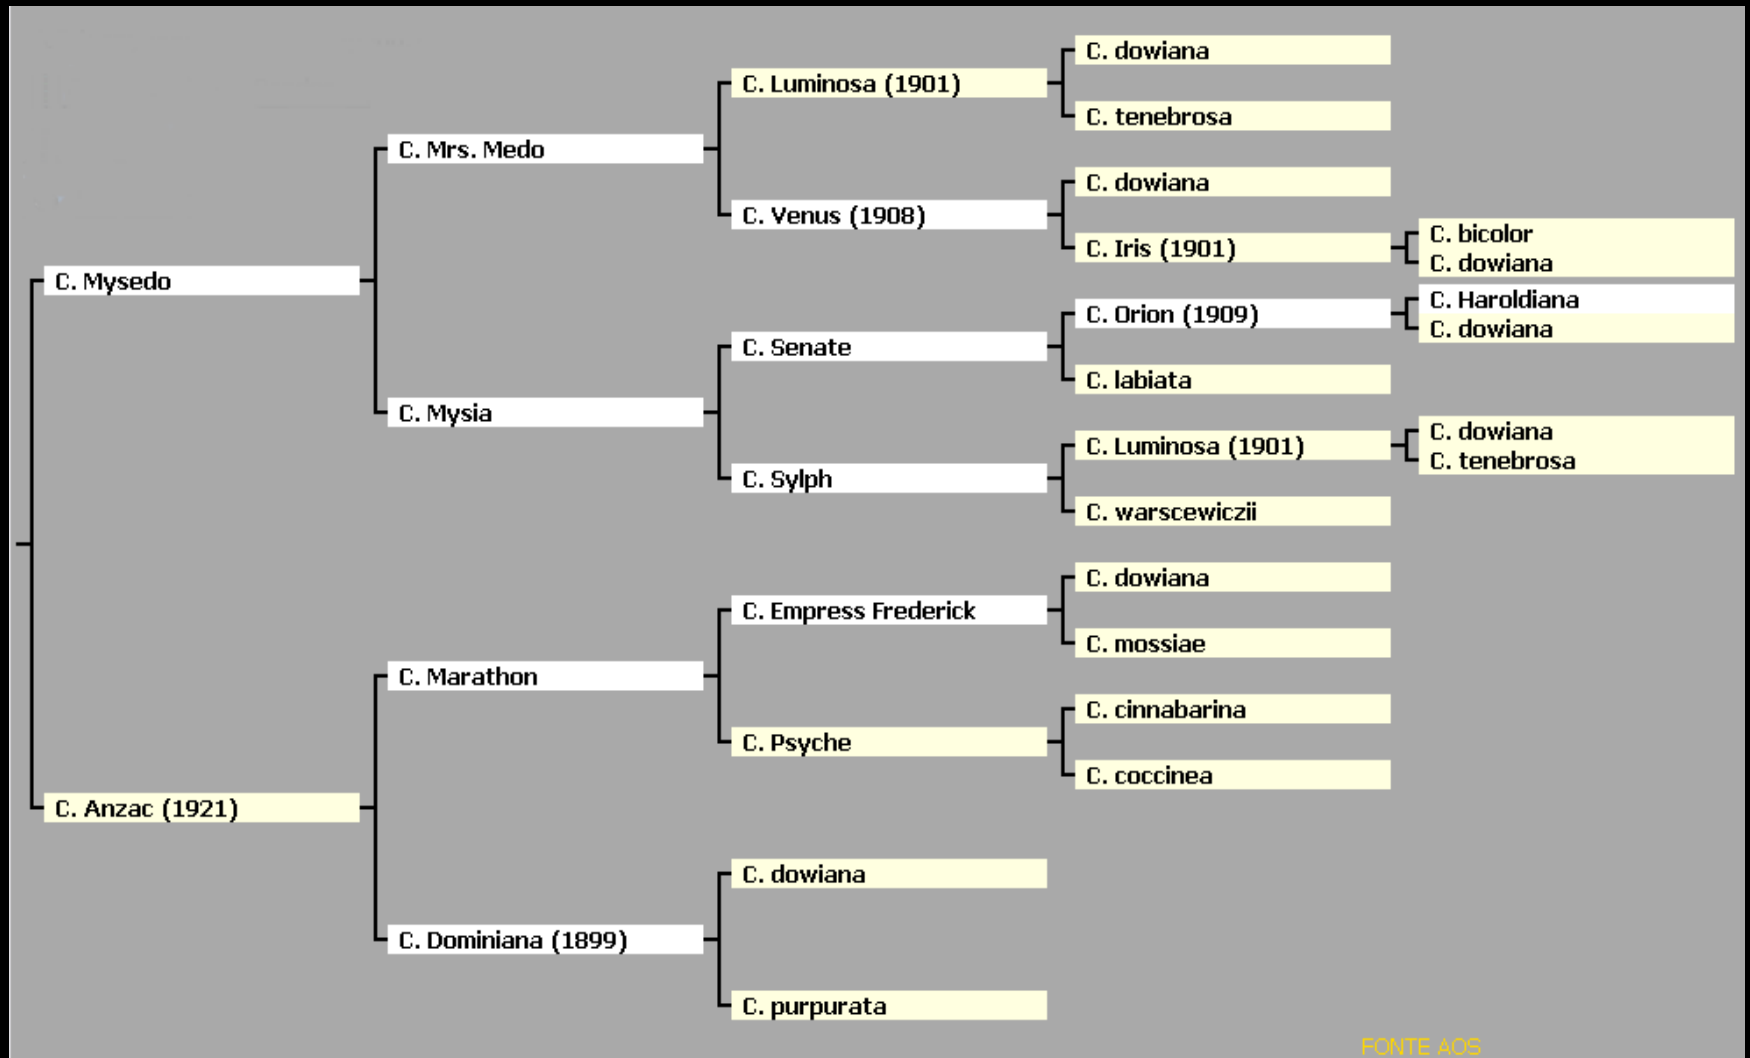 C. dowiana
C. Luminosa (1901)
C. tenebrosa
C. Mrs. Medo
C. dowiana
C. Venus (1908)
C. Iris (1901)
C. bicolor
C. dowiana
C. Mysedo
C. Orion (1909)
C. Haroldiana
C. dowiana
C. Senate
C. labiata
C. Mysia
C. Luminosa (1901)
C. dowiana
C. tenebrosa
C. Sylph
C. warscewiczii
C. dowiana
C. Empress Frederick
C. mossiae
C. Marathon
C. cinnabarina
C. Psyche
C. coccinea
C. Anzac (1921)
C. dowiana
C. Dominiana (1899)
C. purpurata
FONTE AOS